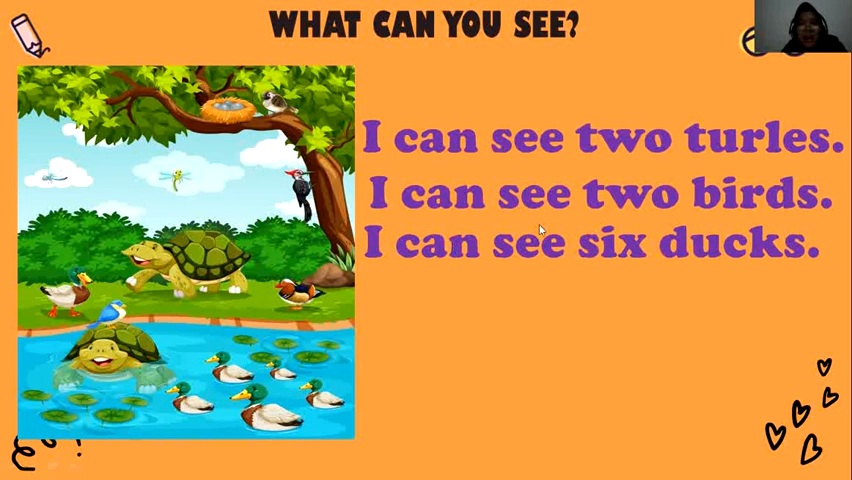 WHAT CAN YOU SEE?
I can see two turles.
I can see two birds.
I can see six ducks.